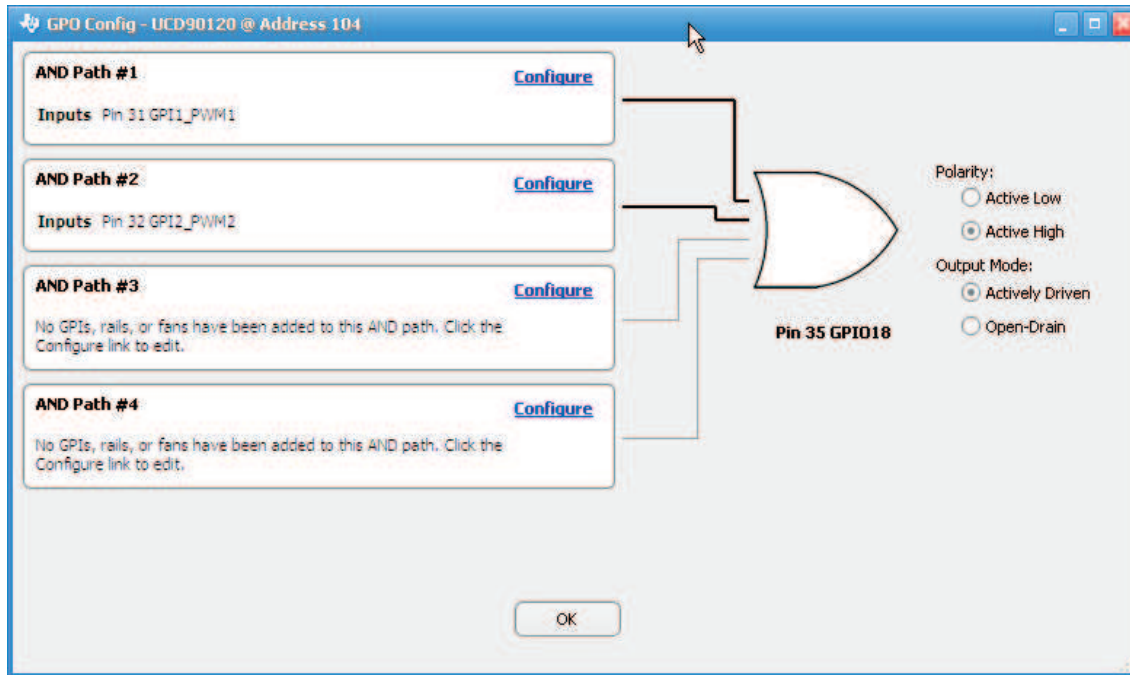 GPO Config - UCD90120 @ Address 104
AND Path #1
Configure
Inputs Pin 31 GPI1_PWM1
AND Path #2
Configure
Inputs Pin 32 GPI2_PWM2
AND Path #3
Configure
No GPIs, rails, or fans have been added to this AND path. Click the
Configure link to edit.
AND Path #4
Configure
No GPIs, rails, or fans have been added to this AND path. Click the
Configure link to edit.
Pin 35 GPIO18
Polarity:
Active Low
Active High
Output Mode:
Actively Driven
Open-Drain
OK